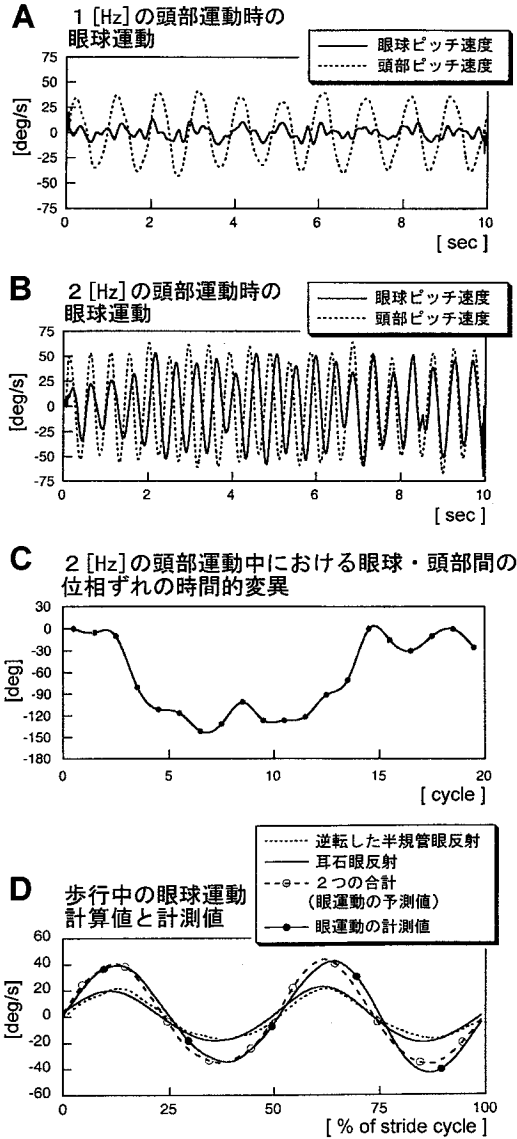 A
1 [Hz]の頭部運動時の
眼球運動
眼球ピッチ速度
頭部ピッチ速度
[deg/s]
75
50
25
0
-25
-50
-75
0
2
4
6
8
10
[ sec ]
B
2 [Hz]の頭部運動時の
眼球運動
眼球ピッチ速度
頭部ピッチ速度
[deg/s]
75
50
25
0
-25
-50
-75
0
2
4
6
8
10
[ sec ]
C
2 [Hz]の頭部運動中における眼球・頭部間の
位相ずれの時間的変異
[deg]
30
0
-30
-60
-90
-120
-150
-180
0
5
10
15
20
[ cycle ]
D
歩行中の眼球運動
計算値と計測値
逆転した半規管眼反射
耳石眼反射
2つの合計
(眼運動の予測値)
眼運動の計測値
[deg/s]
60
40
20
0
-20
-40
-60
0
25
50
75
100
[ % of stride cycle ]